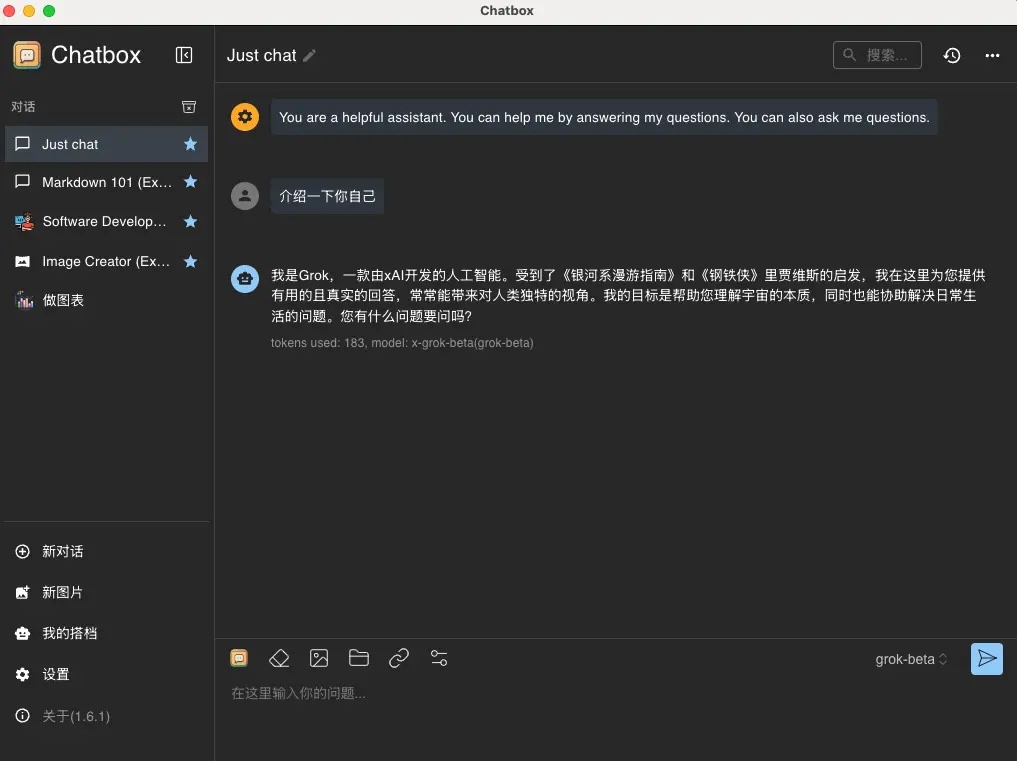 Chatbox
Chatbox
对话
Just chat
Markdown 101 (Ex...
Software Develop...
Image Creator (Ex...
做图表
新对话
新图片
我的搭档
设置
关于(1.6.1)
Just chat
搜索...
You are a helpful assistant. You can help me by answering my questions. You can also ask me questions.
介绍一下你自己
我是Grok，一款由xAI开发的人工智能。受到了《银河系漫游指南》和《钢铁侠》里贾维斯的启发，我在这里为您提供
有用的且真实的回答，常常能带来对人类独特的视角。我的目标是帮助您理解宇宙的本质，同时也能协助解决日常生
活的问题。您有什么问题要问吗?
tokens used: 183, model: x-grok-beta(grok-beta)
grok-beta
在这里输入你的问题...